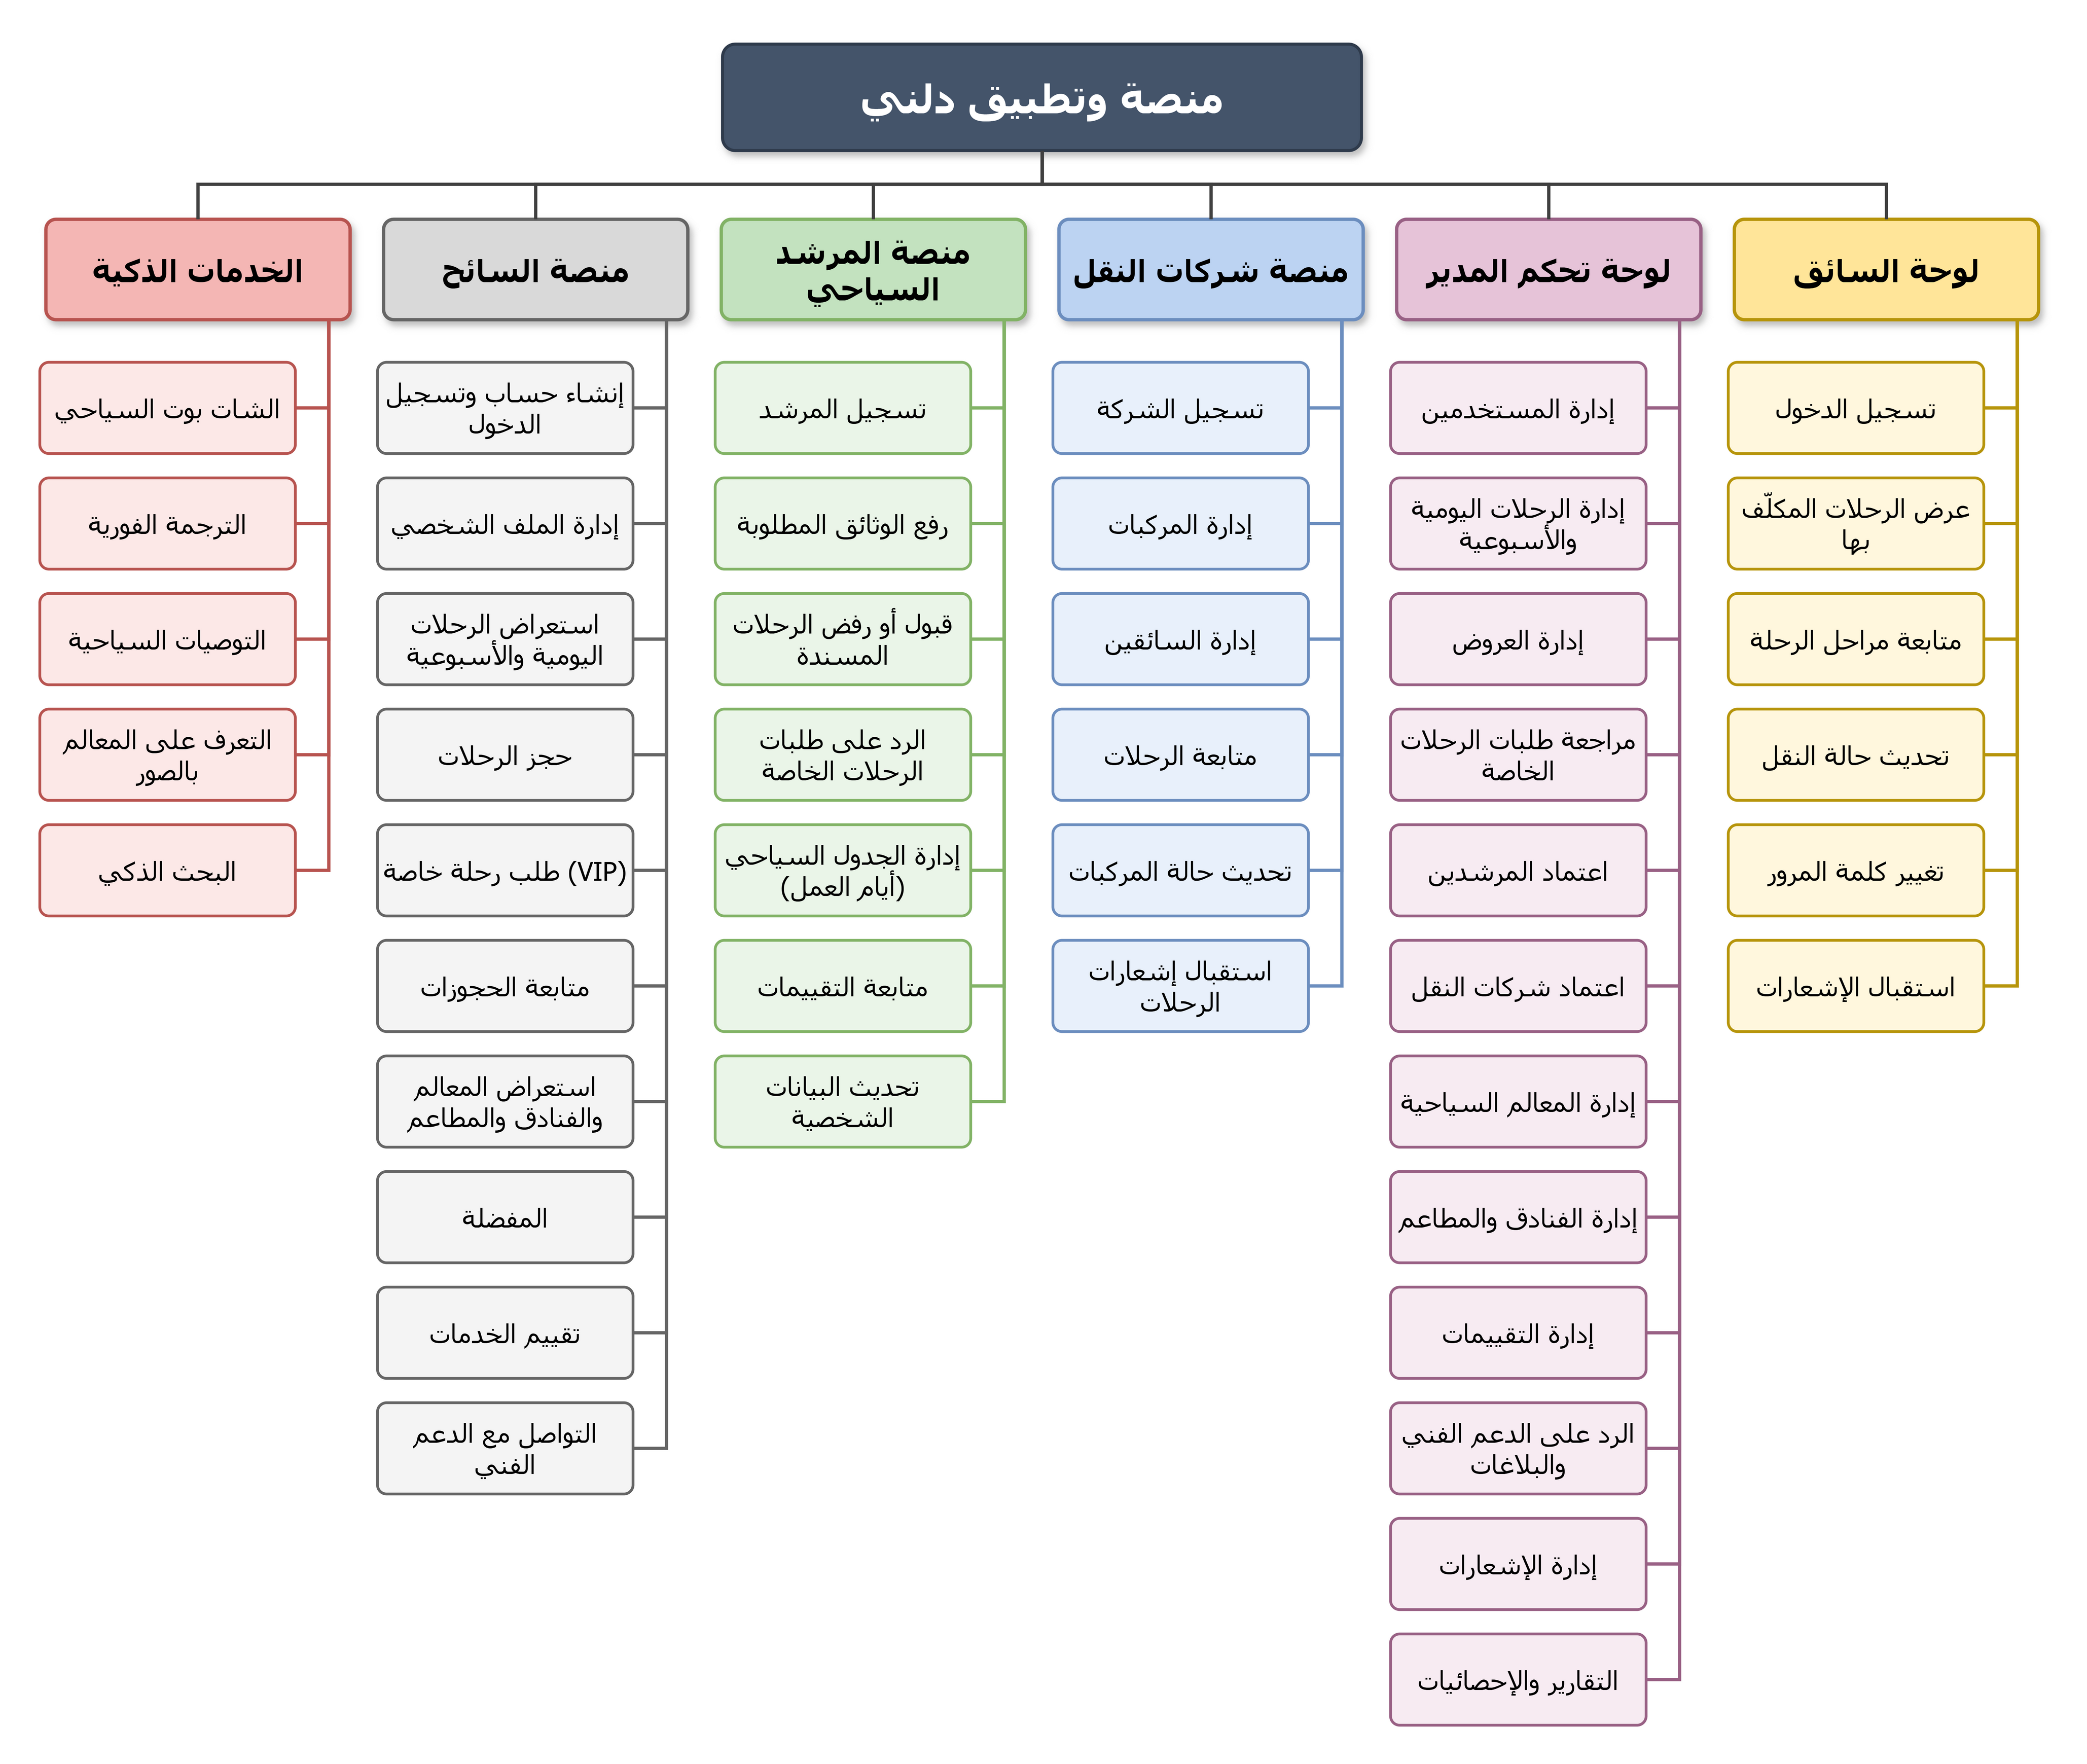 منصة وتطبيق دلني
لوحة السائق
تسجيل الدخول
عرض الرحلات المكلّف
بها
متابعة مراحل الرحلة
تحديث حالة النقل
تغيير كلمة المرور
استقبال الإشعارات
لوحة تحكم المدير
إدارة المستخدمين
إدارة الرحلات اليومية
والأسبوعية
إدارة العروض
مراجعة طلبات الرحلات
الخاصة
اعتماد المرشدين
اعتماد شركات النقل
إدارة المعالم السياحية
إدارة الفنادق والمطاعم
إدارة التقييمات
الرد على الدعم الفني
والبلاغات
إدارة الإشعارات
التقارير والإحصائيات
منصة شركات النقل
تسجيل الشركة
إدارة المركبات
إدارة السائقين
متابعة الرحلات
تحديث حالة المركبات
استقبال إشعارات
الرحلات
منصة المرشد
السياحي
تسجيل المرشد
رفع الوثائق المطلوبة
قبول أو رفض الرحلات
المسندة
الرد على طلبات
الرحلات الخاصة
إدارة الجدول السياحي
(أيام العمل)
متابعة التقييمات
تحديث البيانات
الشخصية
منصة السائح
إنشاء حساب وتسجيل
الدخول
إدارة الملف الشخصي
استعراض الرحلات
اليومية والأسبوعية
حجز الرحلات
طلب رحلة خاصة (VIP)
متابعة الحجوزات
استعراض المعالم
والفنادق والمطاعم
المفضلة
تقييم الخدمات
التواصل مع الدعم
الفني
الخدمات الذكية
الشات بوت السياحي
الترجمة الفورية
التوصيات السياحية
التعرف على المعالم
بالصور
البحث الذكي